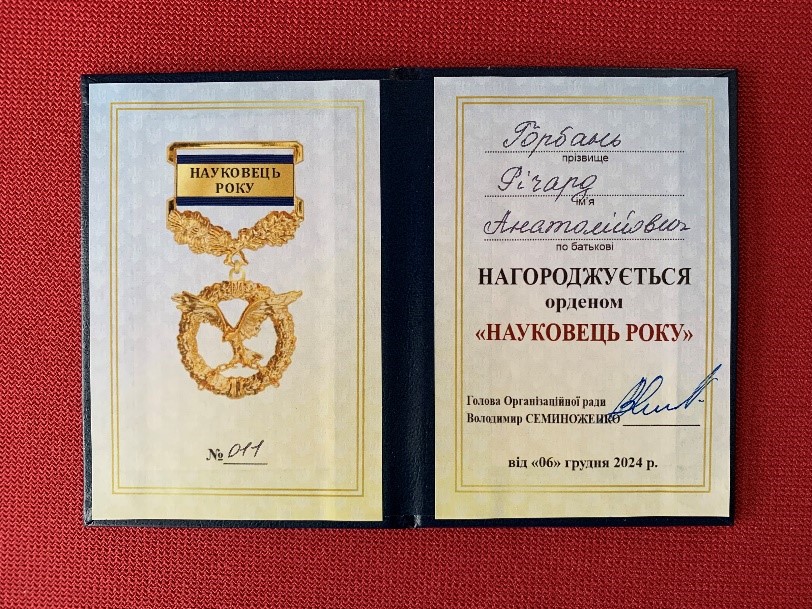 НАУКОВЕЦЬ
РОКУ
№ 011
Горбань
прізвище
Річард
ім'я
Анатолійович
по батькові
НАГОРОДЖУЄТЬСЯ
орденом
«НАУКОВЕЦЬ РОКУ»
Голова Організаційної ради
Володимир СЕМИНОЖЕНКО
від «06» грудня 2024 р.